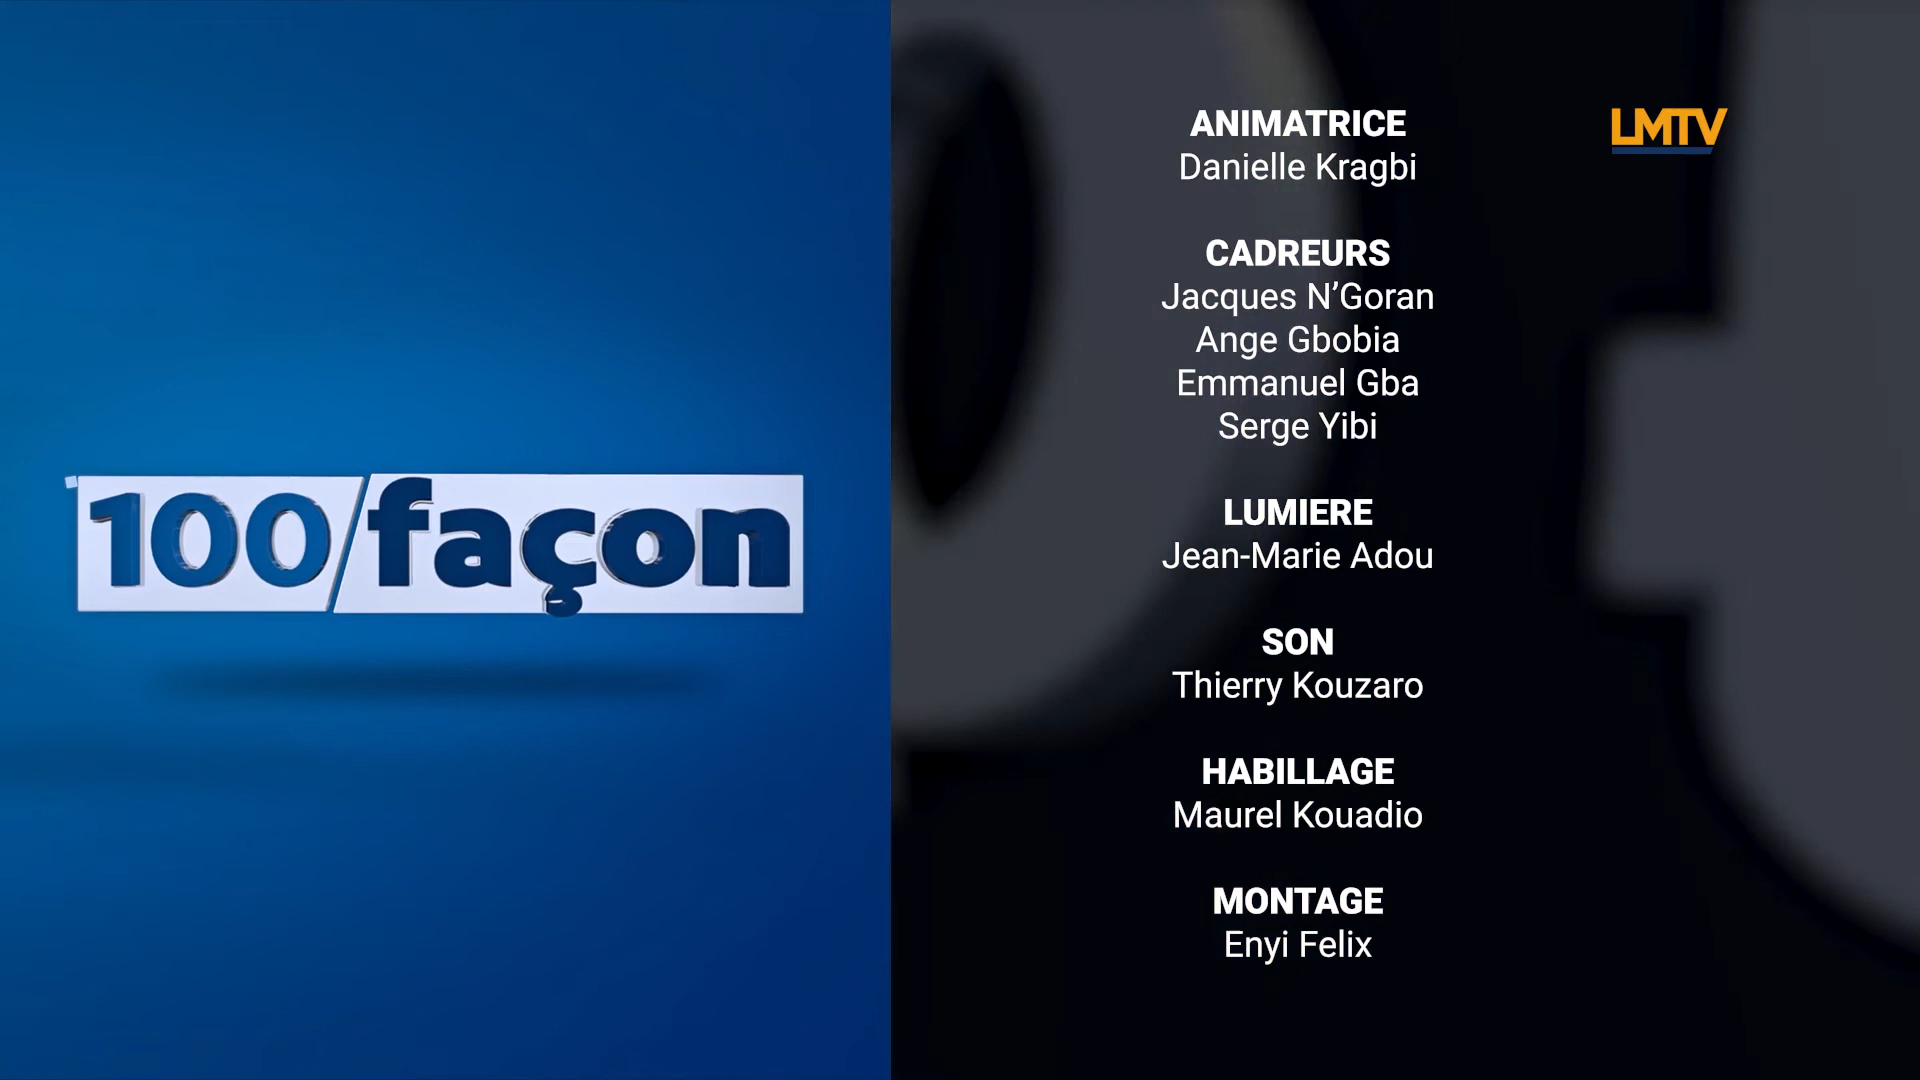 100/façon
LMTV
ANIMATRICE
Danielle Kragbi
CADREURS
Jacques N’Goran
Ange Gbobia
Emmanuel Gba
Serge Yibi
LUMIERE
Jean-Marie Adou
SON
Thierry Kouzaro
HABILLAGE
Maurel Kouadio
MONTAGE
Enyi Felix